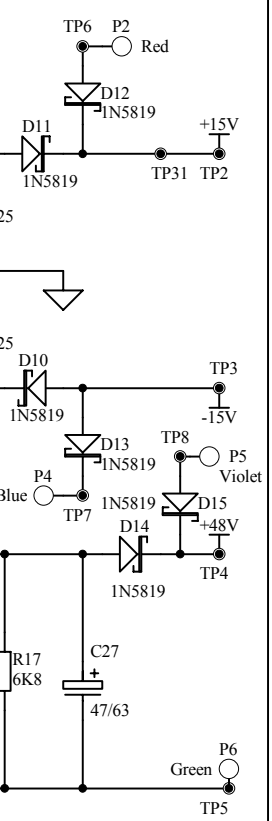 TP6 P2
Red
D12
1N5819
D11
+15V
1N5819
TP31 TP2
25
25
D10
TP3
1N5819
-15V
D13
TP8
1N5819
P5
Violet
P4
Blue
TP7
1N5819 D15
D14
+48V
1N5819
TP4
R17
6K8
C27
+
47/63
P6
Green
TP5